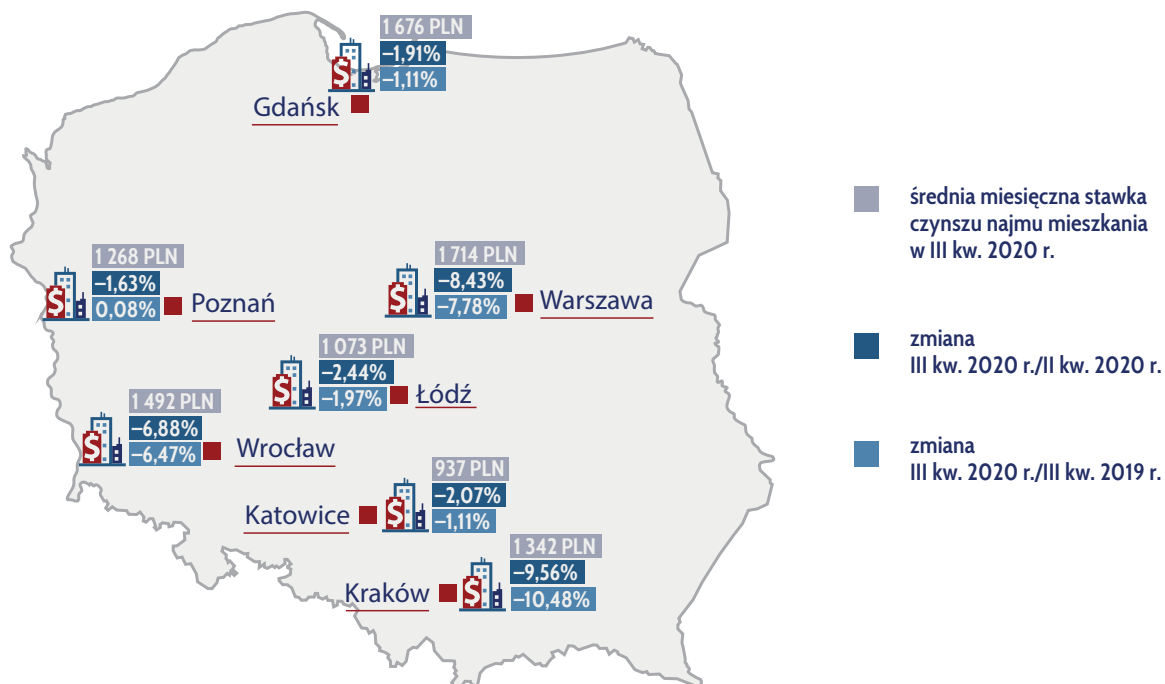 1 676 PLN
–1,91%
–1,11%
Gdańsk
1 268 PLN
–1,63%
0,08%
Poznań
1 714 PLN
–8,43%
–7,78%
Warszawa
1 073 PLN
–2,44%
–1,97%
Łódź
1 492 PLN
–6,88%
–6,47%
Wrocław
937 PLN
–2,07%
–1,11%
Katowice
1 342 PLN
–9,56%
–10,48%
Kraków
średnia miesięczna stawka
czynszu najmu mieszkania
w III kw. 2020 r.
zmiana
III kw. 2020 r./II kw. 2020 r.
zmiana
III kw. 2020 r./III kw. 2019 r.